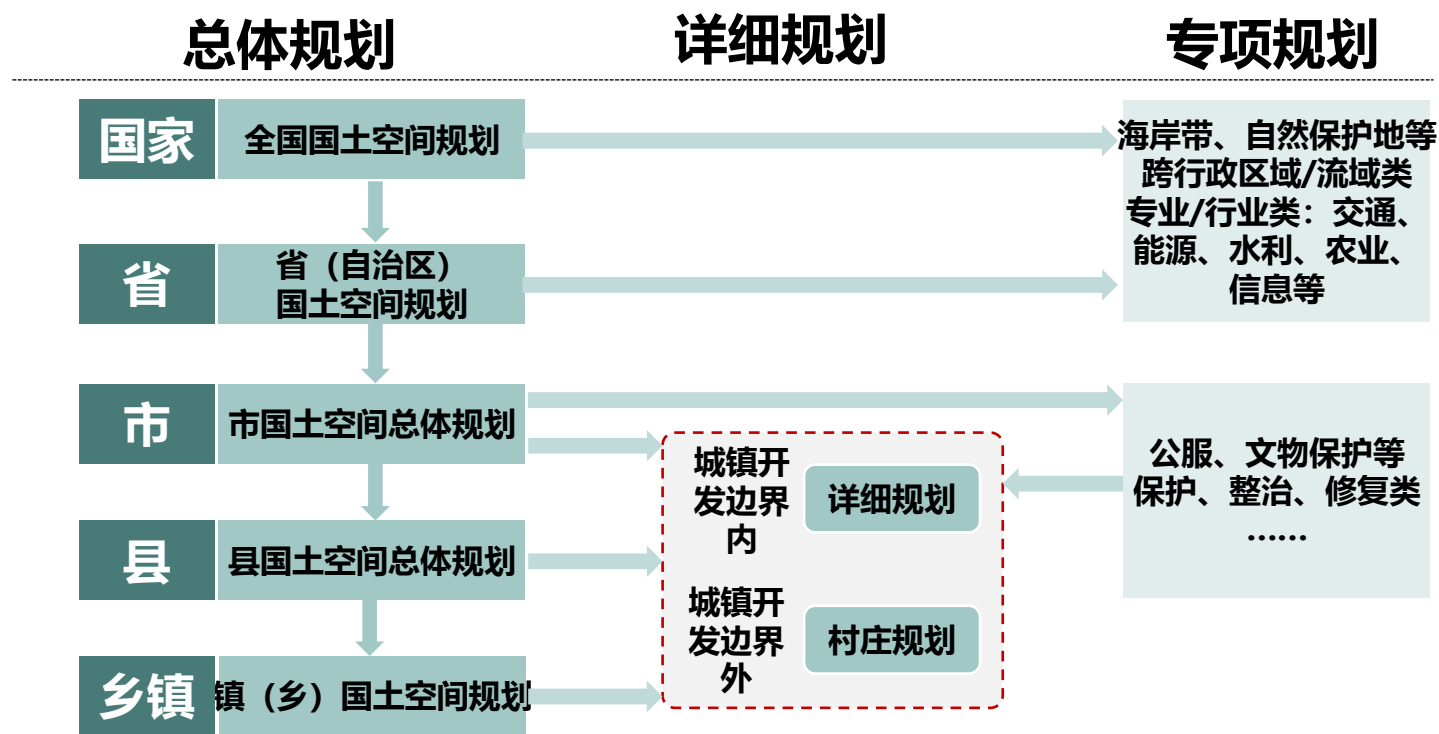 总体规划
详细规划
专项规划
国家
全国国土空间规划
海岸带、自然保护地等
跨行政区域/流域类
专业/行业类：交通、
能源、水利、农业、
信息等
省
省（自治区）
国土空间规划
市
市国土空间总体规划
城镇开
发边界
内
详细规划
公服、文物保护等
保护、整治、修复类
……
县
县国土空间总体规划
城镇开
发边界
外
村庄规划
乡镇
镇（乡）国土空间规划